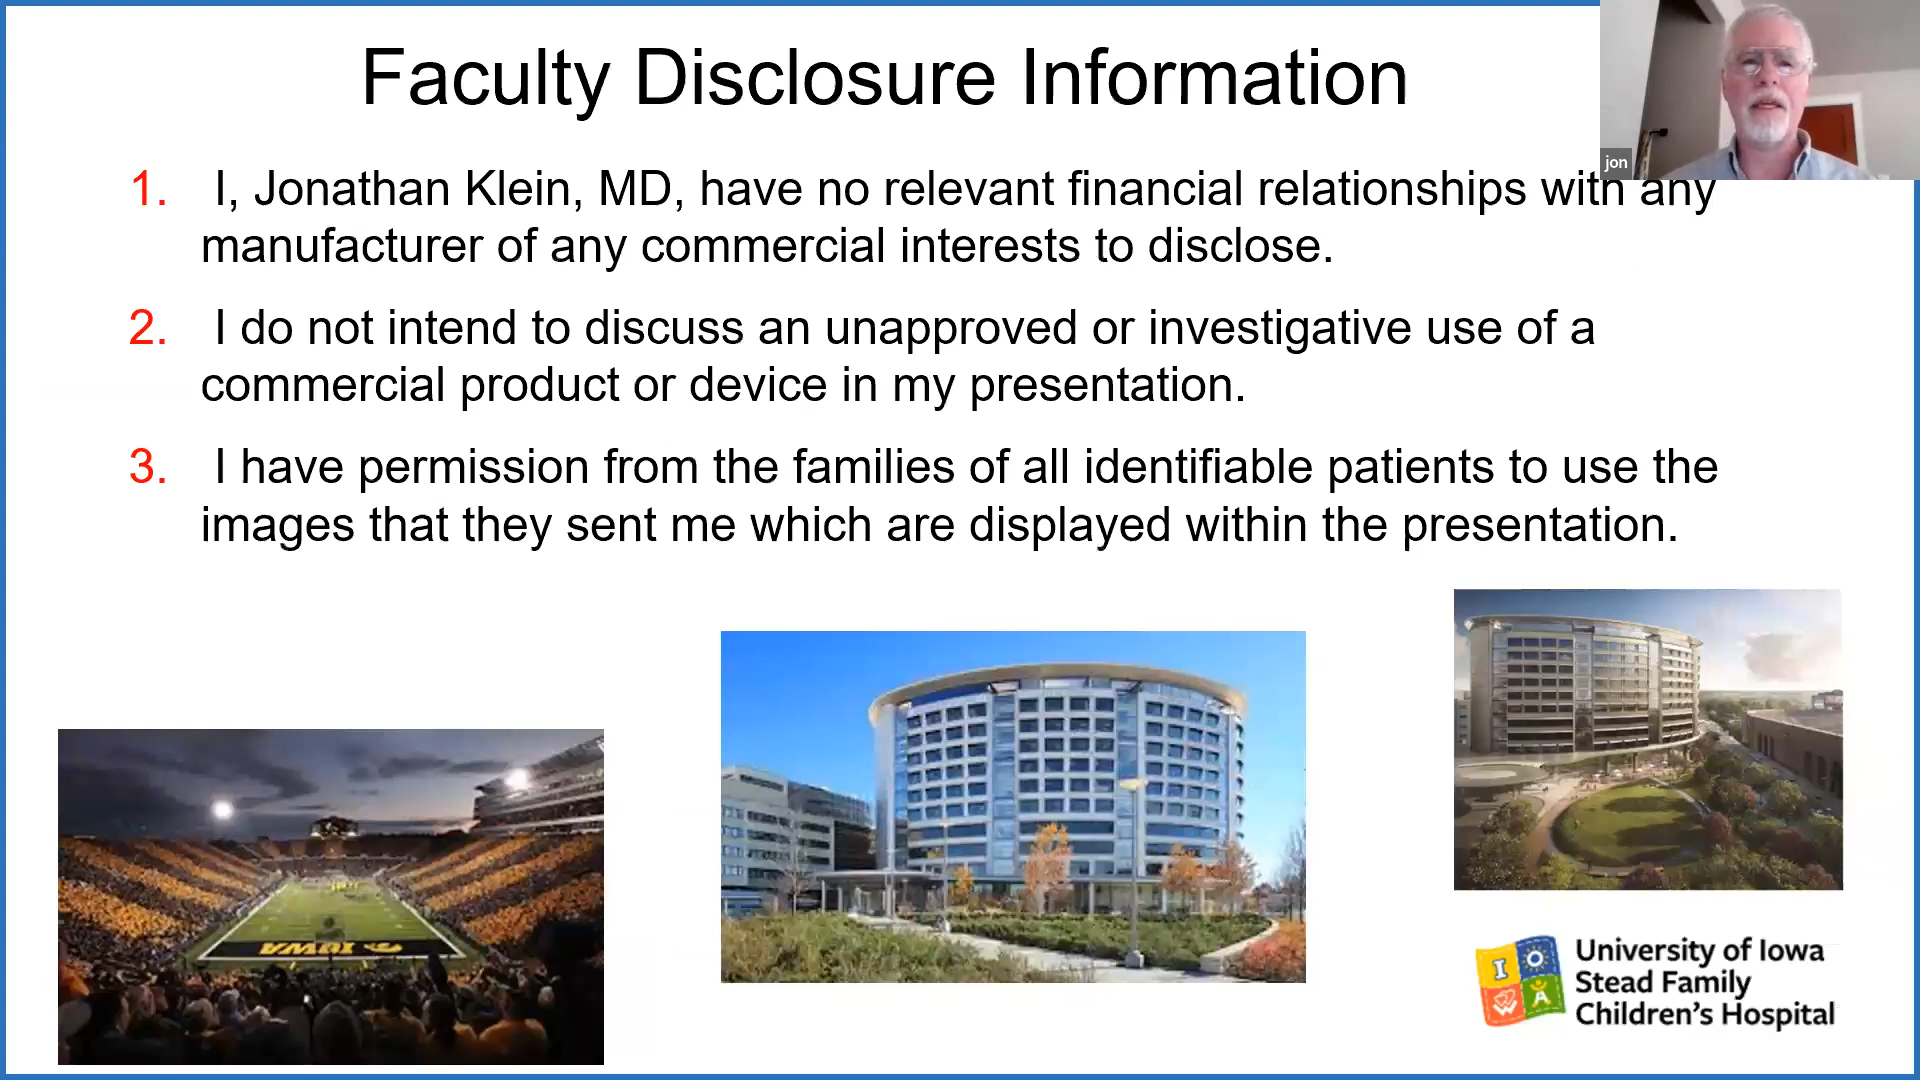 Faculty Disclosure Information
jon
1. I, Jonathan Klein, MD, have no relevant financial relationships with any
manufacturer of any commercial interests to disclose.
2. I do not intend to discuss an unapproved or investigative use of a
commercial product or device in my presentation.
3. I have permission from the families of all identifiable patients to use the
images that they sent me which are displayed within the presentation.
IOWA
I O
W A
University of Iowa
Stead Family
Children's Hospital